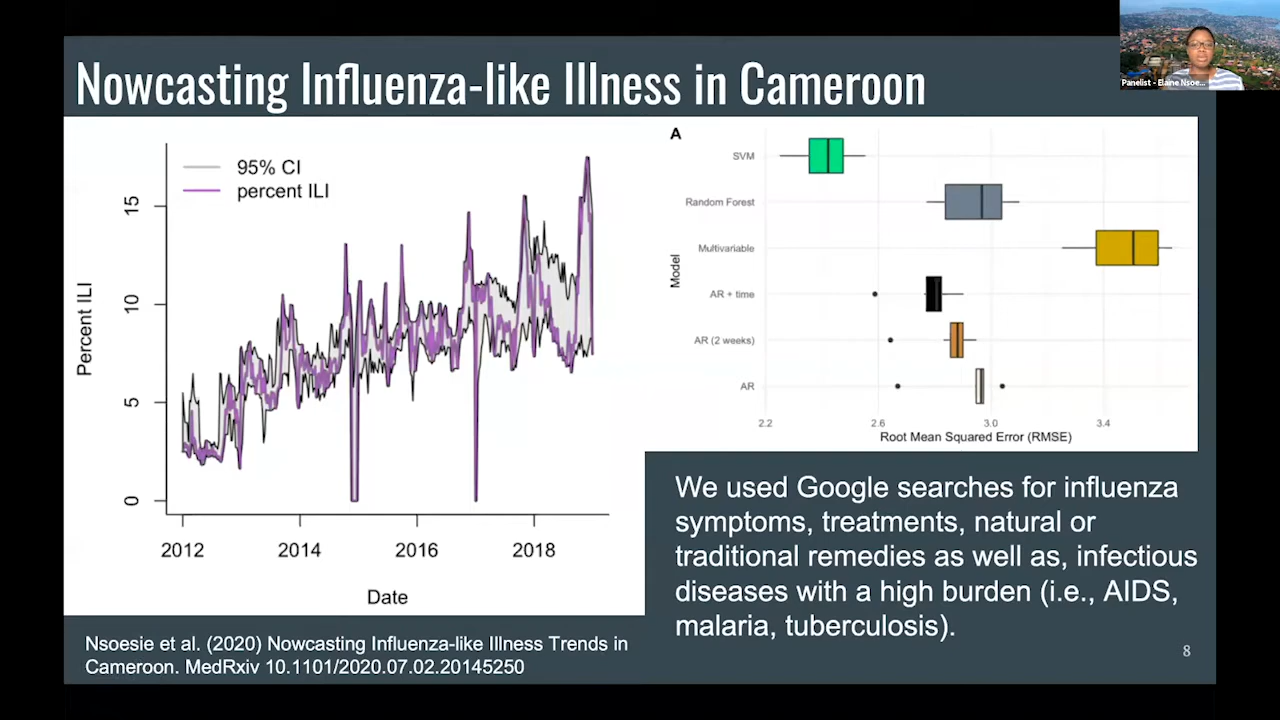 Panelist - Elaine Nsoe...
Nowcasting Influenza-like Illness in Cameroon
95% CI
percent ILI
Percent ILI
15
10
5
0
2012 2014 2016 2018
Date
A
Model
SVM
Random Forest
Multivariable
AR + time
AR (2 weeks)
AR
2.2 2.6 3.0 3.4
Root Mean Squared Error (RMSE)
We used Google searches for influenza
symptoms, treatments, natural or
traditional remedies as well as, infectious
diseases with a high burden (i.e., AIDS,
malaria, tuberculosis).
Nsoesie et al. (2020) Nowcasting Influenza-like Illness Trends in
Cameroon. MedRxiv 10.1101/2020.07.02.20145250
8